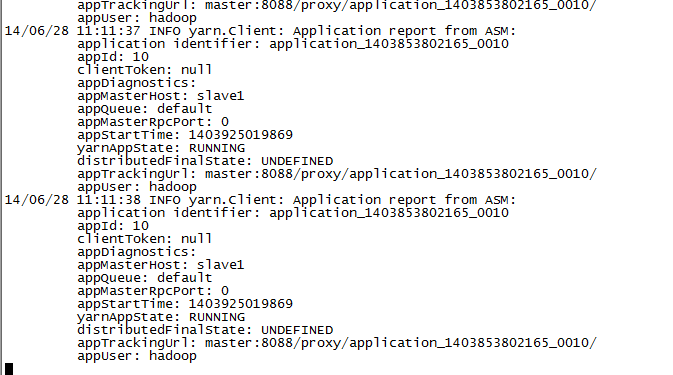 appTrackingUrl: master:8088/proxy/application_1403853802165_0010/
appUser: hadoop
14/06/28 11:11:37 INFO yarn.Client: Application report from ASM:
application identifier: application_1403853802165_0010
appId: 10
clientToken: null
appDiagnostics:
appMasterHost: slave1
appQueue: default
appMasterRpcPort: 0
appStartTime: 1403925019869
yarnAppState: RUNNING
distributedFinalState: UNDEFINED
appTrackingUrl: master:8088/proxy/application_1403853802165_0010/
appUser: hadoop
14/06/28 11:11:38 INFO yarn.Client: Application report from ASM:
application identifier: application_1403853802165_0010
appId: 10
clientToken: null
appDiagnostics:
appMasterHost: slave1
appQueue: default
appMasterRpcPort: 0
appStartTime: 1403925019869
yarnAppState: RUNNING
distributedFinalState: UNDEFINED
appTrackingUrl: master:8088/proxy/application_1403853802165_0010/
appUser: hadoop